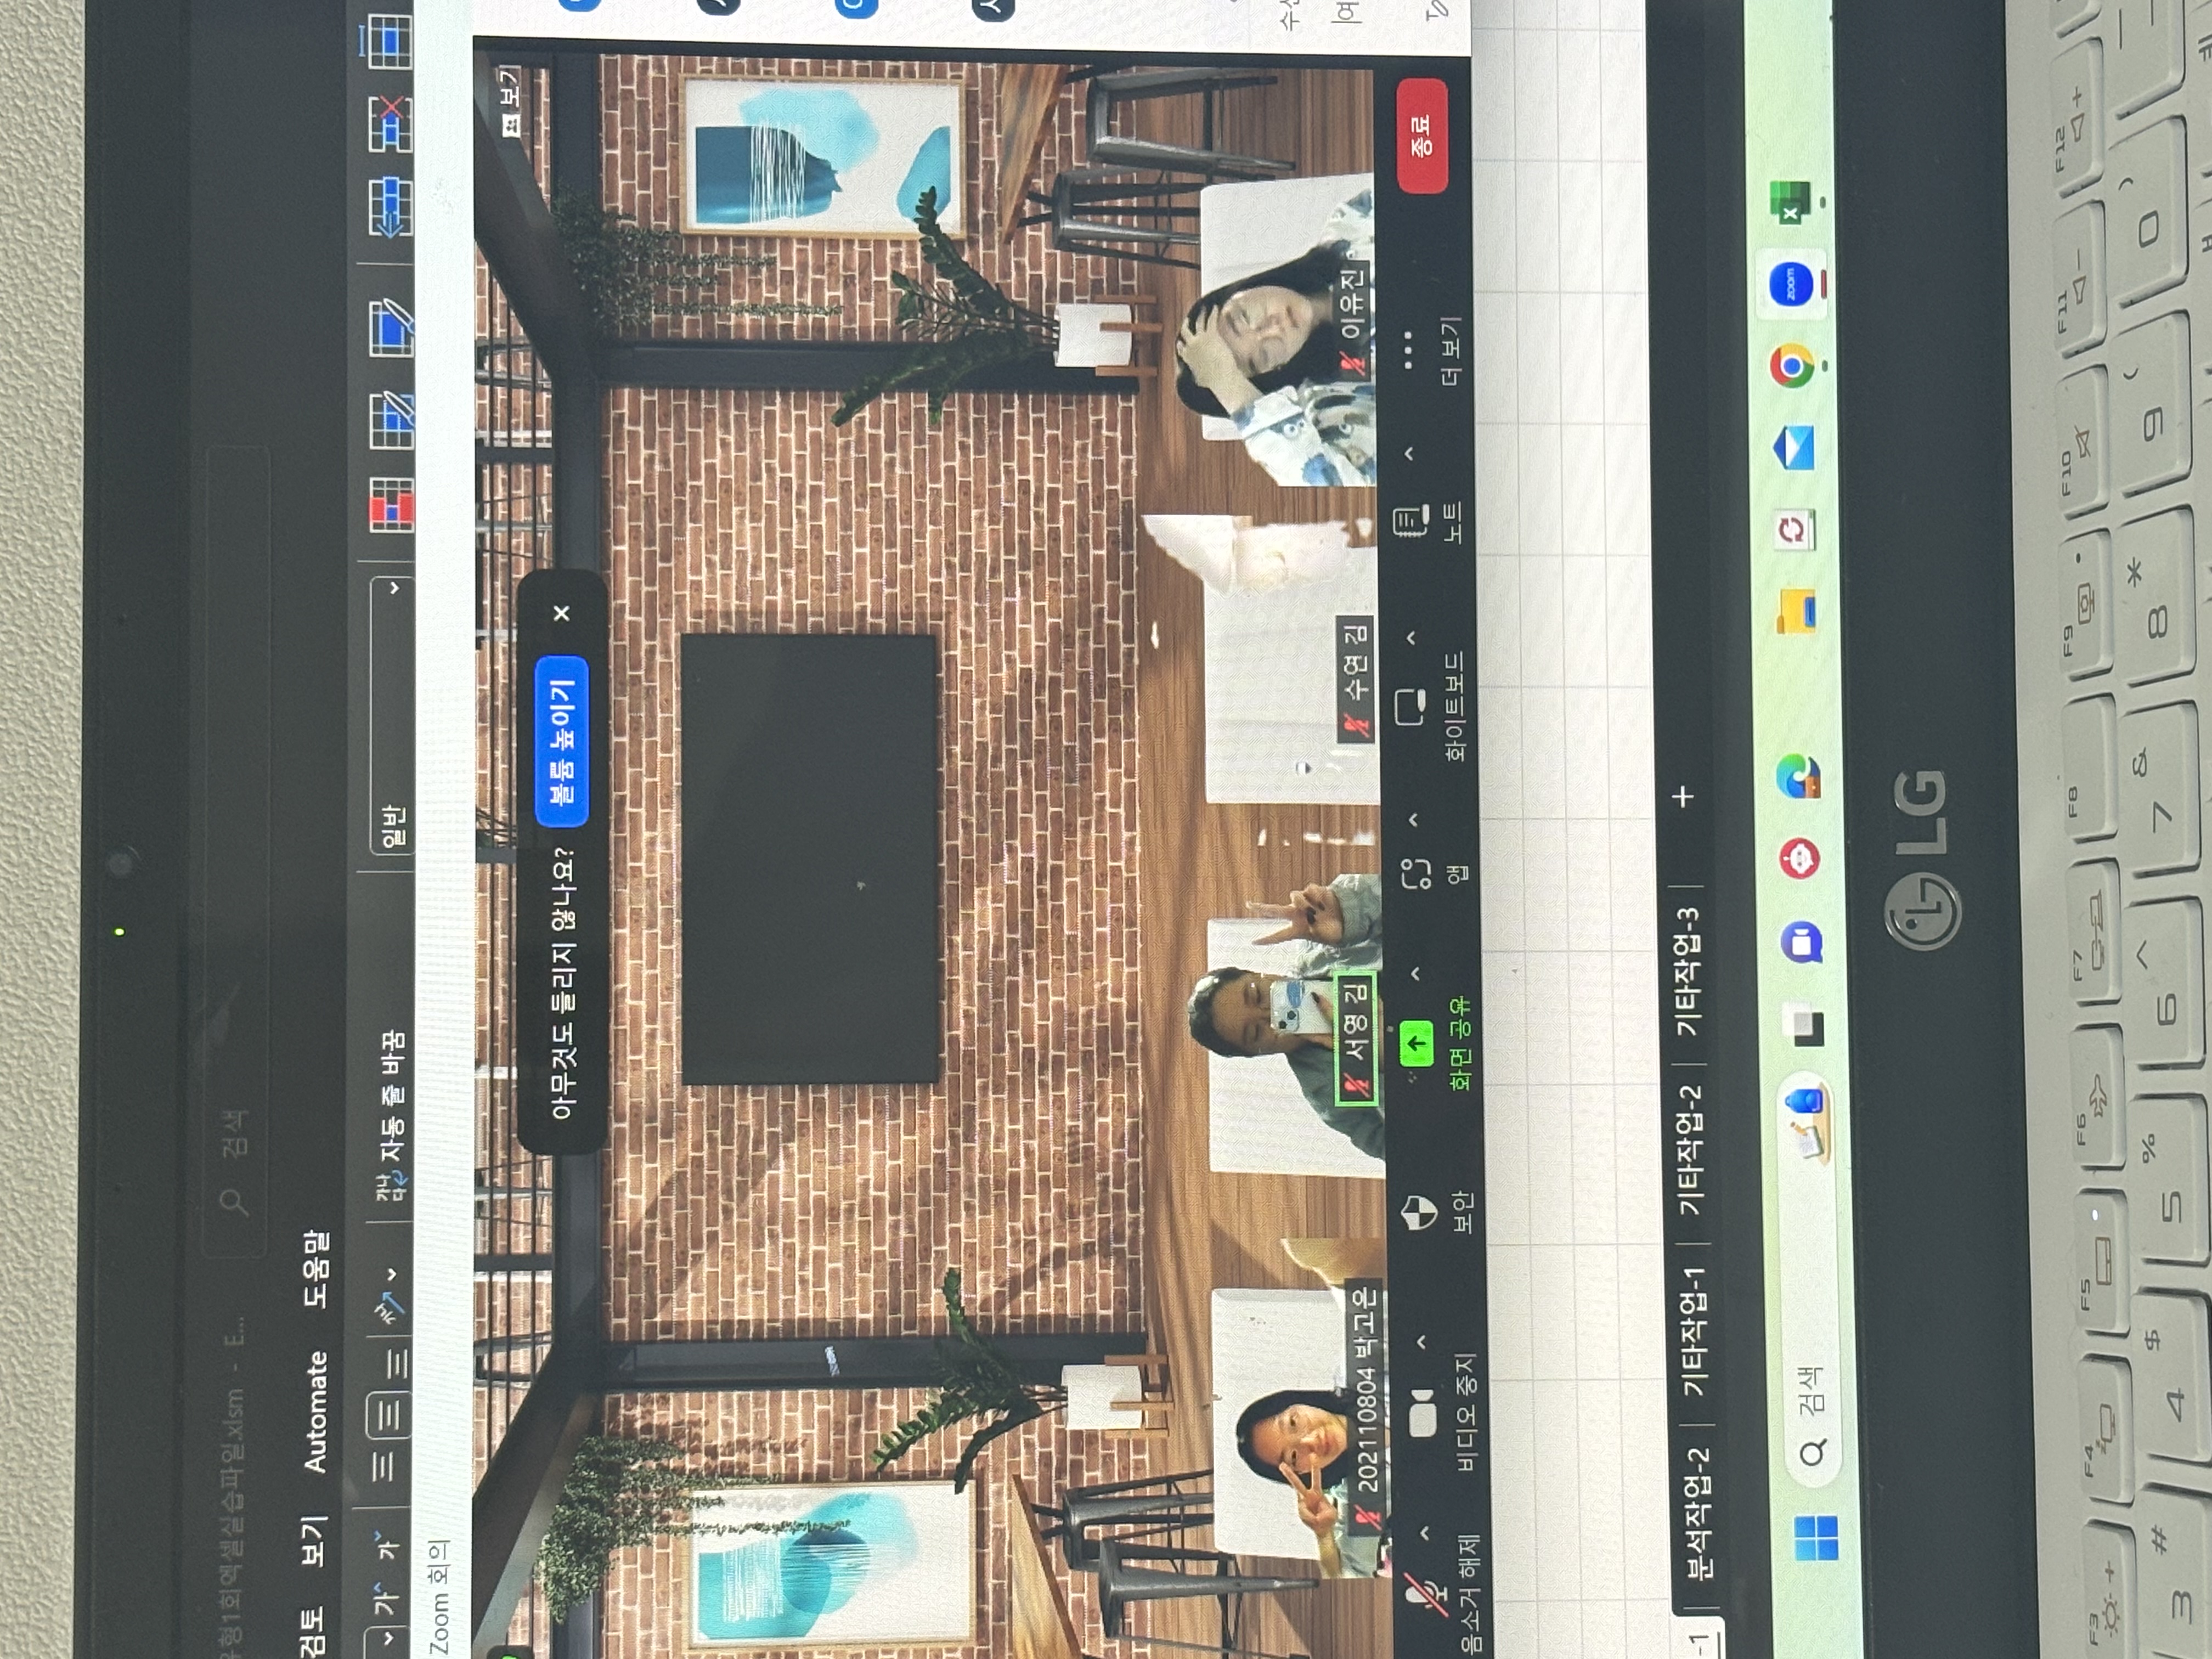 유형1회엑셀실습파일.xlsm - E...
검색
검토 보기 Automate 도움말
가 가 가나다 자동 줄 바꿈 일반
Zoom 회의
보기
아무것도 들리지 않나요? 볼륨 높이기 ×
202110804 박고은
서영 김
수연 김
이유진
음소거 해제 비디오 중지 보안 화면 공유 앱 화이트보드 노트 더 보기 종료
-1 분석작업-2 기타작업-1 기타작업-2 기타작업-3 +
검색
zoom
LG
F3 F4 F5 F6 F7 F8 F9 F10 F11 F12
3 # 4 $ 5 % 6 ^ 7 & 8 * 9 ( 0 )